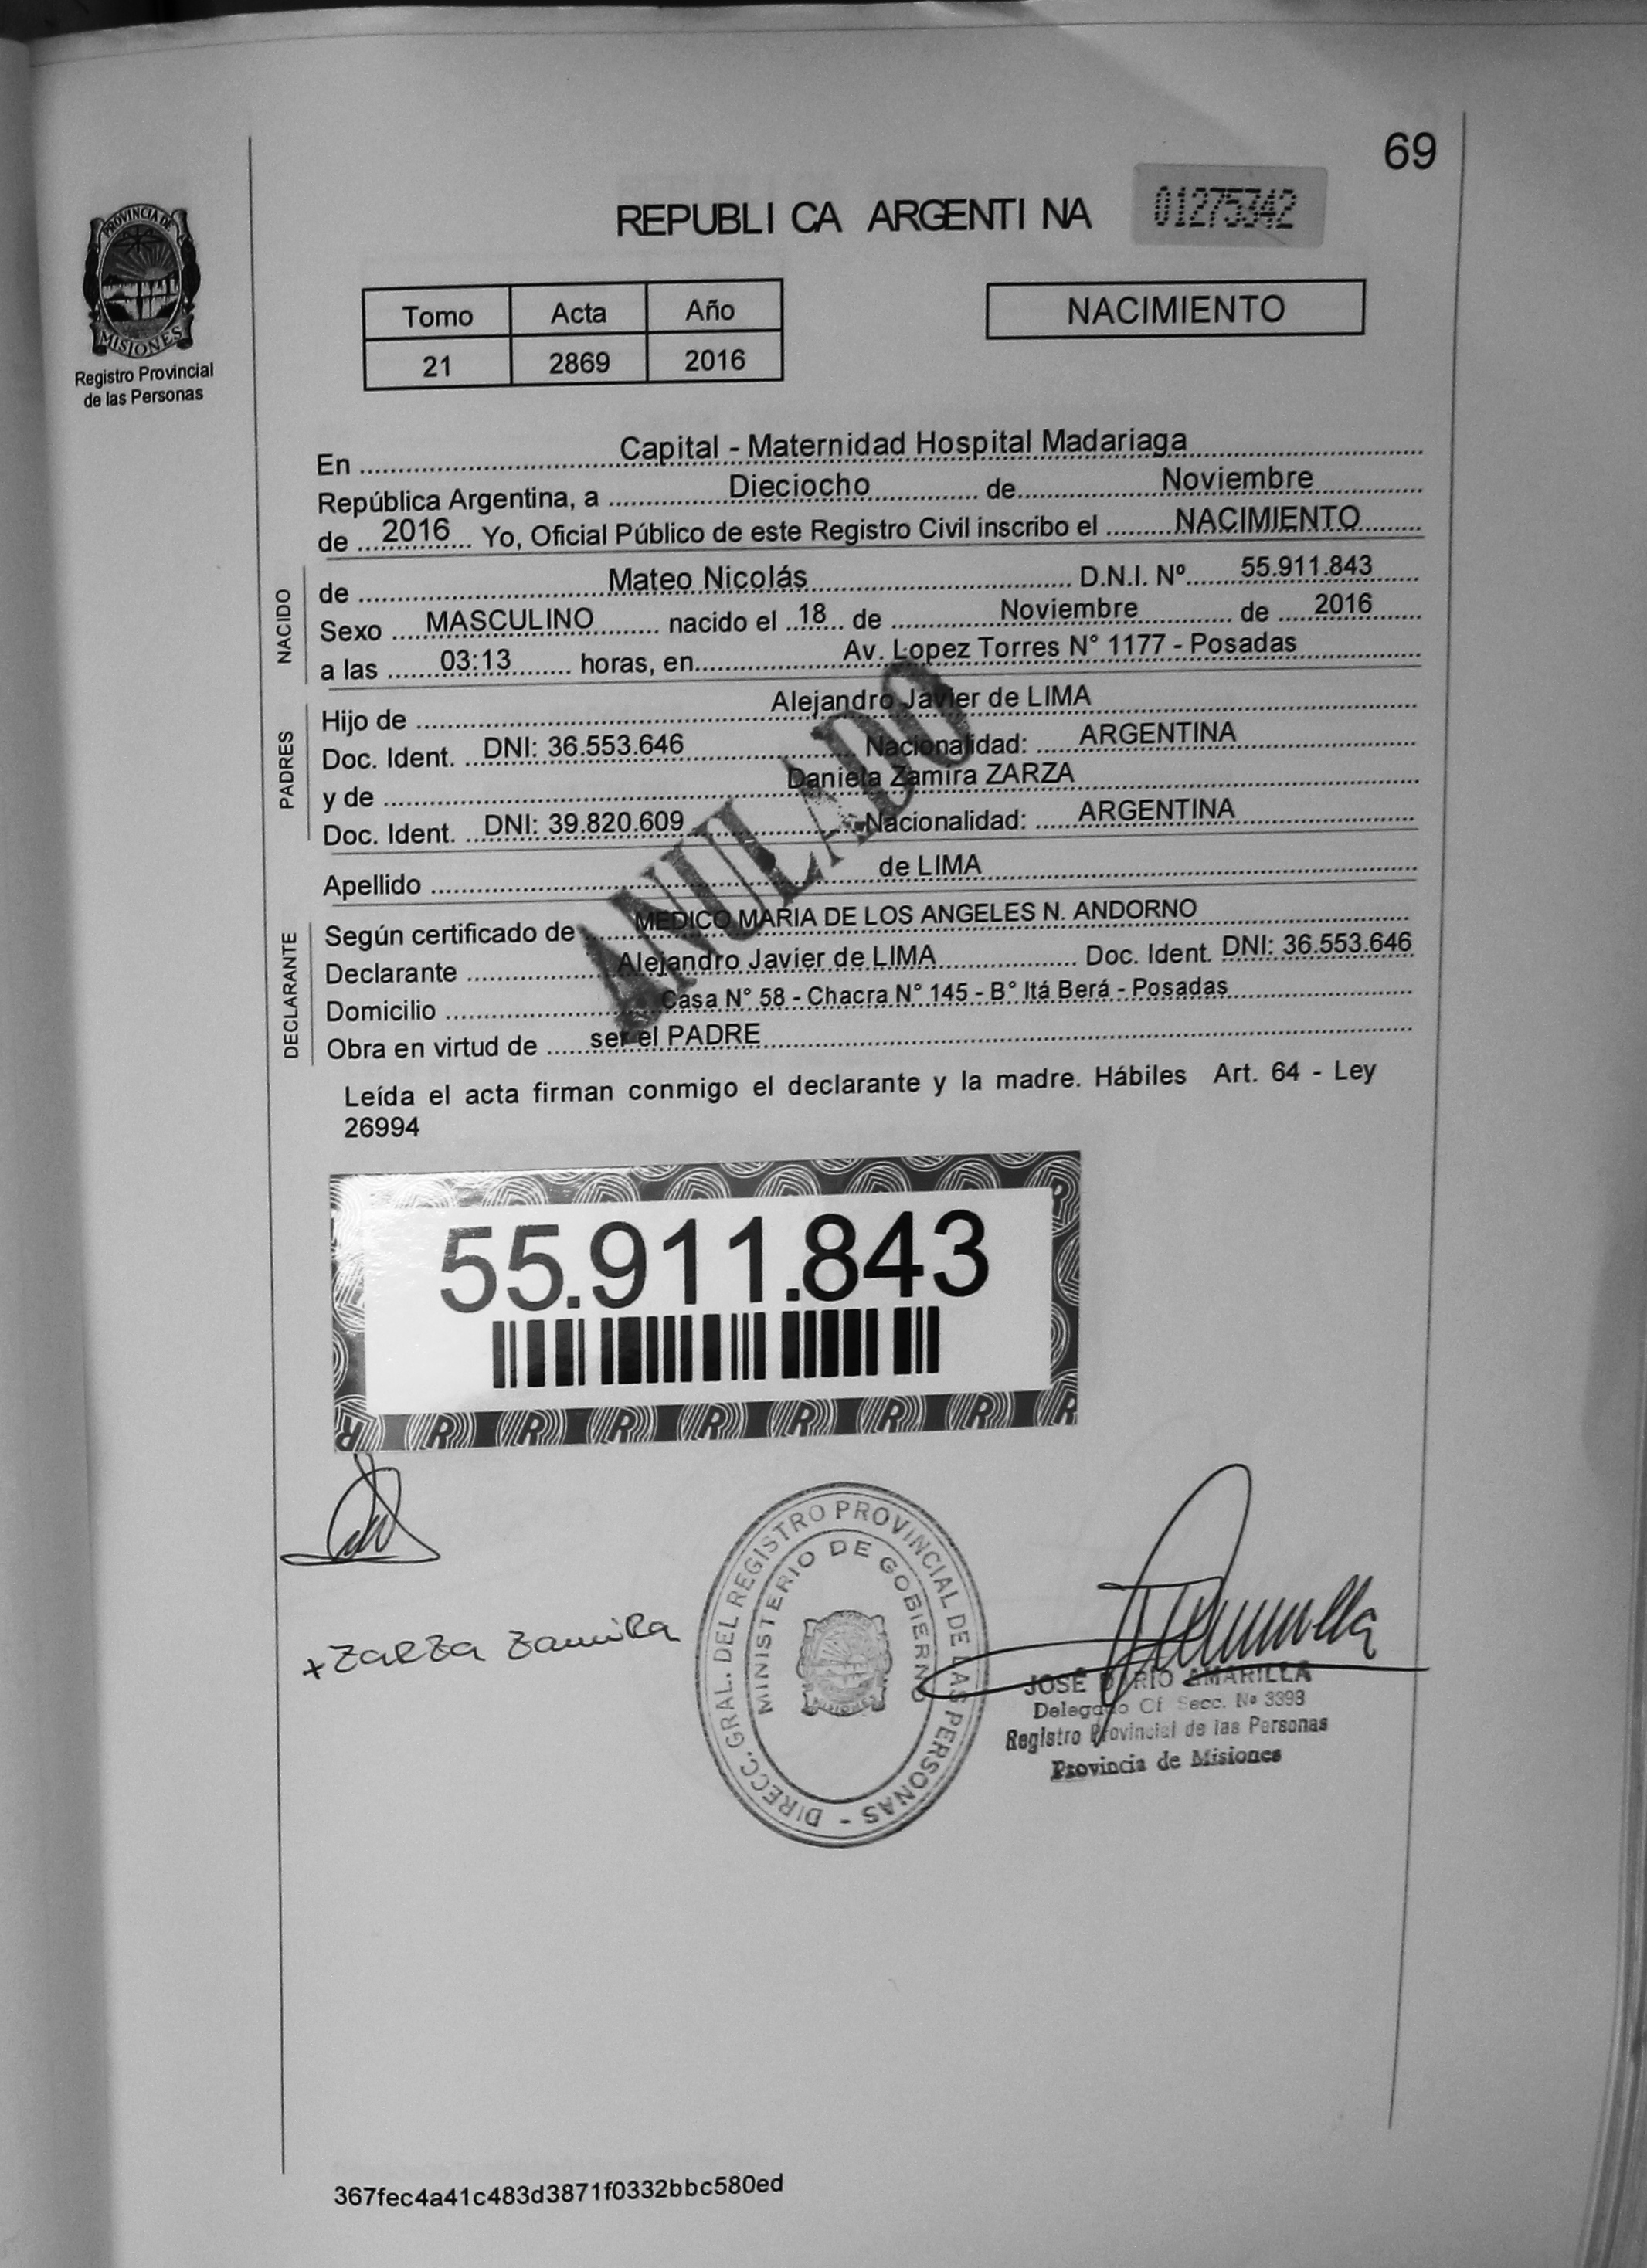 69
REPUBLICA ARGENTINA 01275342
PROVINCIA DE
MISIONES
Registro Provincial
de las Personas
Tomo Acta Año
21 2869 2016
NACIMIENTO
En Capital - Maternidad Hospital Madariaga
República Argentina, a Dieciocho de Noviembre
de 2016 Yo, Oficial Público de este Registro Civil inscribo el NACIMIENTO
NACIDO
de Mateo Nicolás D.N.I. Nº 55.911.843
Sexo MASCULINO nacido el 18 de Noviembre de 2016
a las 03:13 horas, en Av. Lopez Torres N° 1177 - Posadas
PADRES
Hijo de Alejandro Javier de LIMA
Doc. Ident. DNI: 36.553.646 Nacionalidad: ARGENTINA
y de Daniela Zamira ZARZA
Doc. Ident. DNI: 39.820.609 Nacionalidad: ARGENTINA
Apellido de LIMA
ANULADO
DECLARANTE
Según certificado de MEDICO MARIA DE LOS ANGELES N. ANDORNO
Declarante Alejandro Javier de LIMA Doc. Ident. DNI: 36.553.646
Domicilio Casa N° 58 - Chacra N° 145 - B° Itá Berá - Posadas
Obra en virtud de ser el PADRE
Leída el acta firman conmigo el declarante y la madre. Hábiles Art. 64 - Ley
26994
55.911.843
R R R R R R R R R
+ Zarza Zamira
DIRECC. GRAL. DEL REGISTRO PROVINCIAL DE LAS PERSONAS -
MINISTERIO DE GOBIERNO
JOSÉ DARIO AMARILLA
Delegado Cf Secc. Nº 3393
Registro Provincial de las Personas
Provincia de Misiones
367fec4a41c483d3871f0332bbc580ed